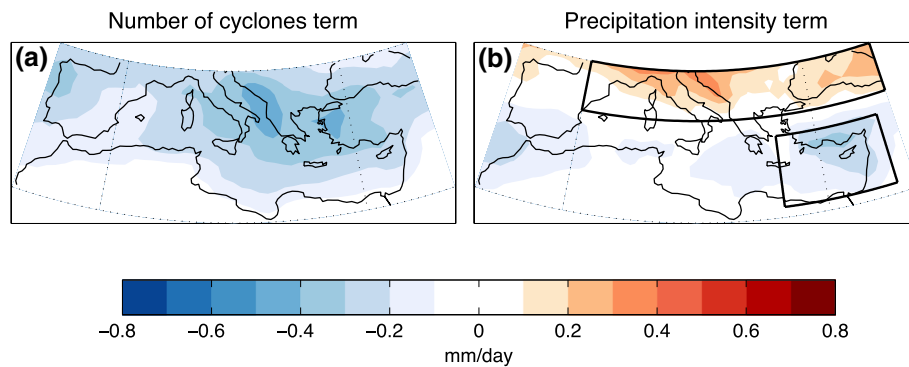 Number of cyclones term
Precipitation intensity term
(a)
(b)
−0.8 −0.6 −0.4 −0.2 0 0.2 0.4 0.6 0.8
mm/day